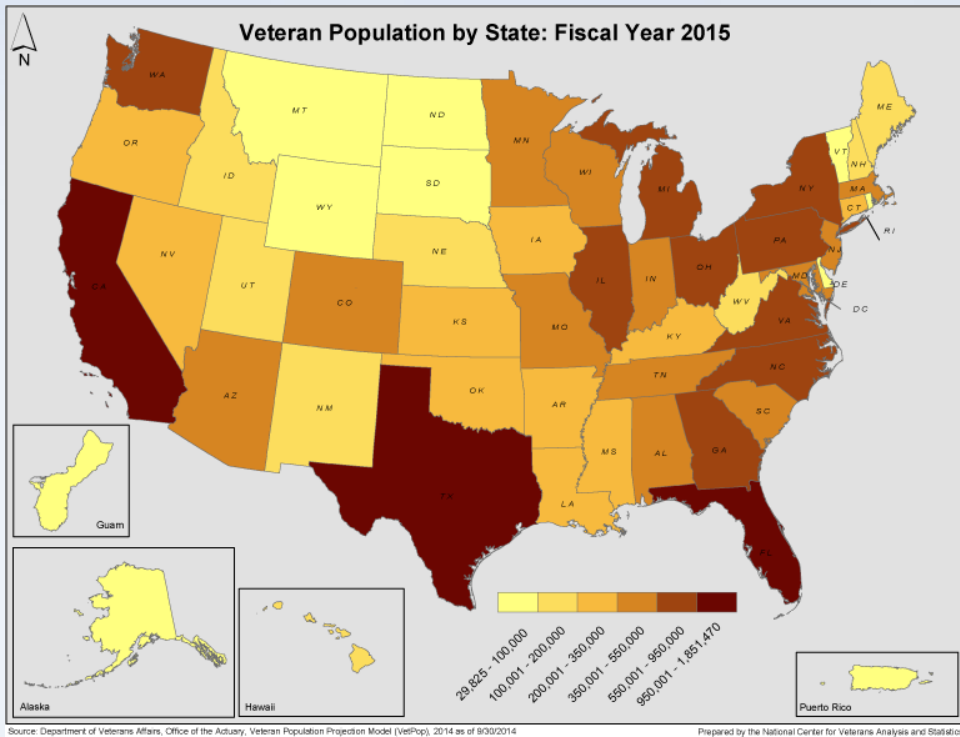 Veteran Population by State: Fiscal Year 2015
N
WA
MT
ND
MN
ME
OR
ID
WY
SD
WI
MI
NY
VT
NH
MA
CT
RI
NV
UT
NE
IA
IL
IN
OH
PA
NJ
CA
CO
KS
MO
KY
WV
MD
DE
DC
VA
AZ
NM
OK
AR
TN
NC
SC
TX
LA
MS
AL
GA
FL
Guam
Alaska
Hawaii
29,825 - 100,000
100,001 - 200,000
200,001 - 350,000
350,001 - 550,000
550,001 - 950,000
950,001 - 1,851,470
Puerto Rico
Source: Department of Veterans Affairs, Office of the Actuary, Veteran Population Projection Model (VetPop), 2014 as of 9/30/2014
Prepared by the National Center for Veterans Analysis and Statistics